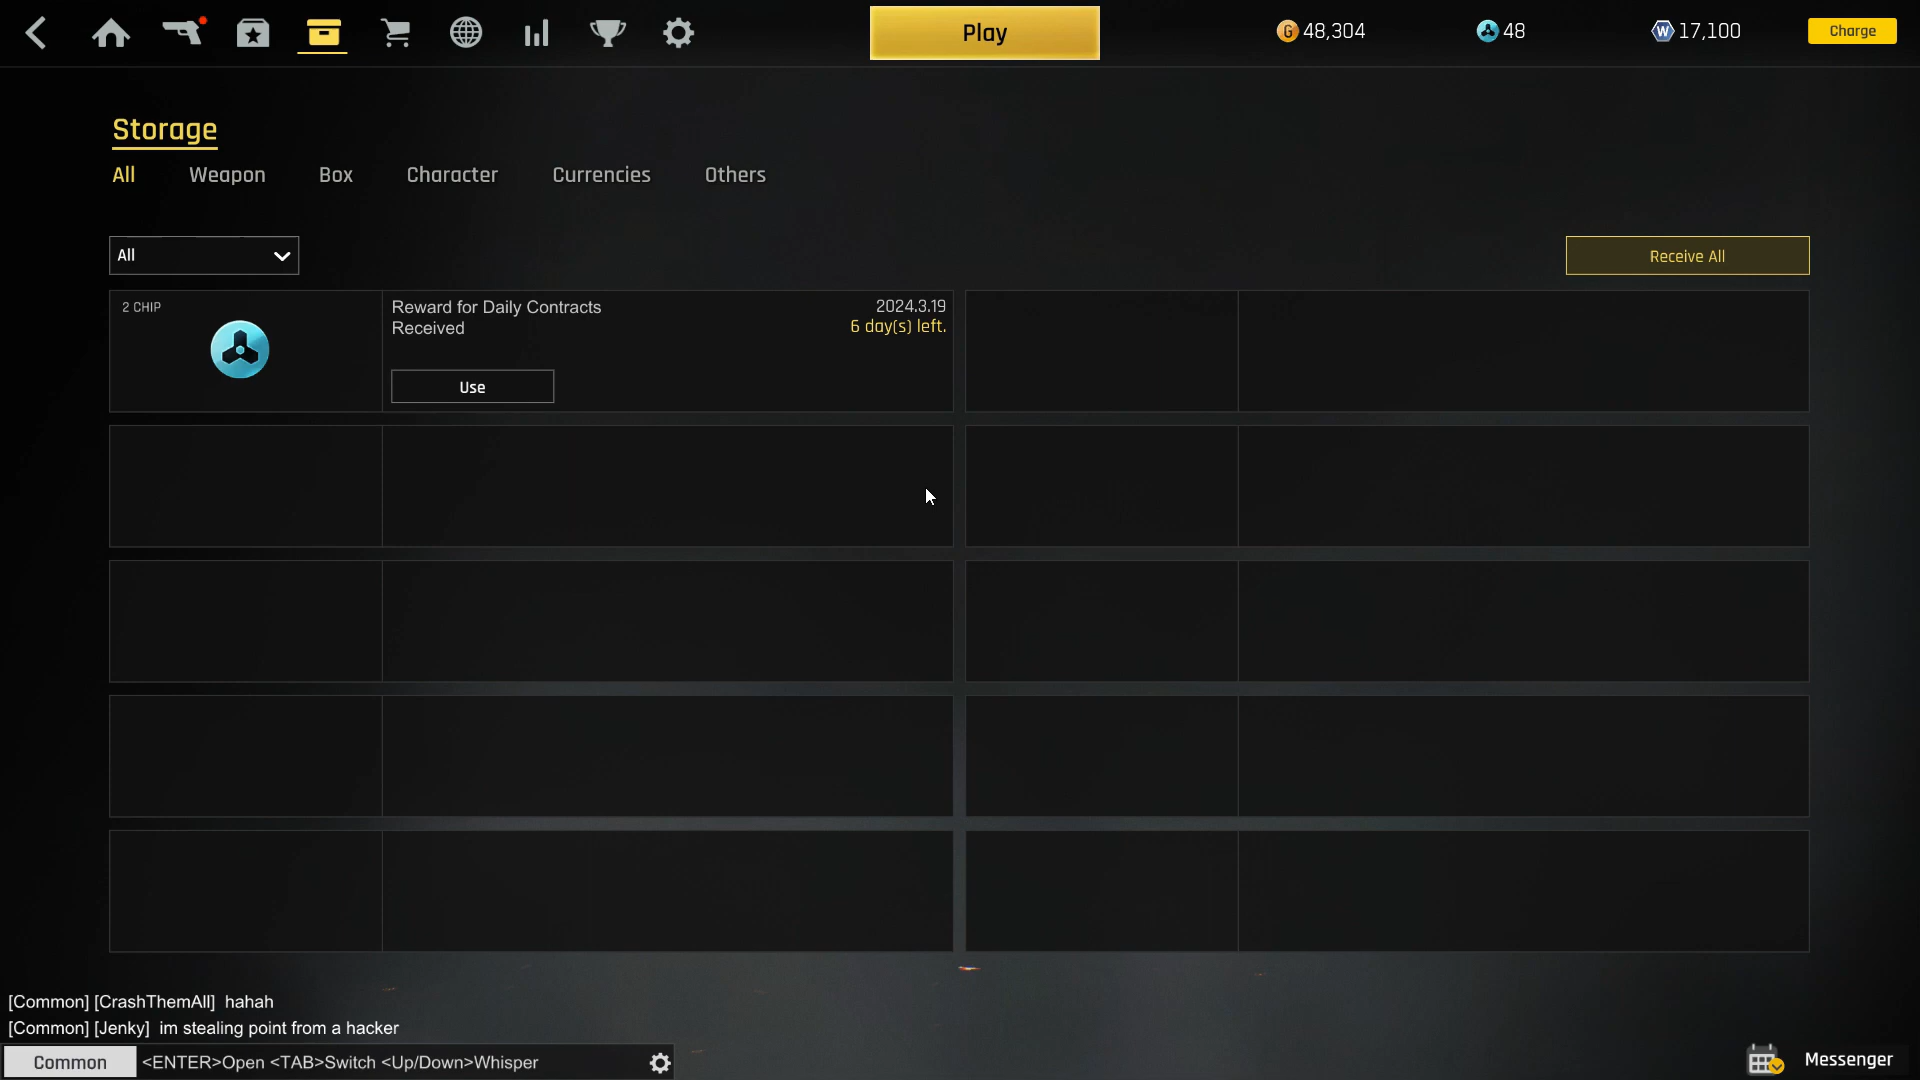 Play
G 48,304
48
W 17,100
Charge
Storage
All Weapon Box Character Currencies Others
All
Receive All
2 CHIP
Reward for Daily Contracts
Received
2024.3.19
6 day(s) left.
Use
[Common] [CrashThemAll] hahah
[Common] [Jenky] im stealing point from a hacker
Common
<ENTER>Open <TAB>Switch <Up/Down>Whisper
Messenger